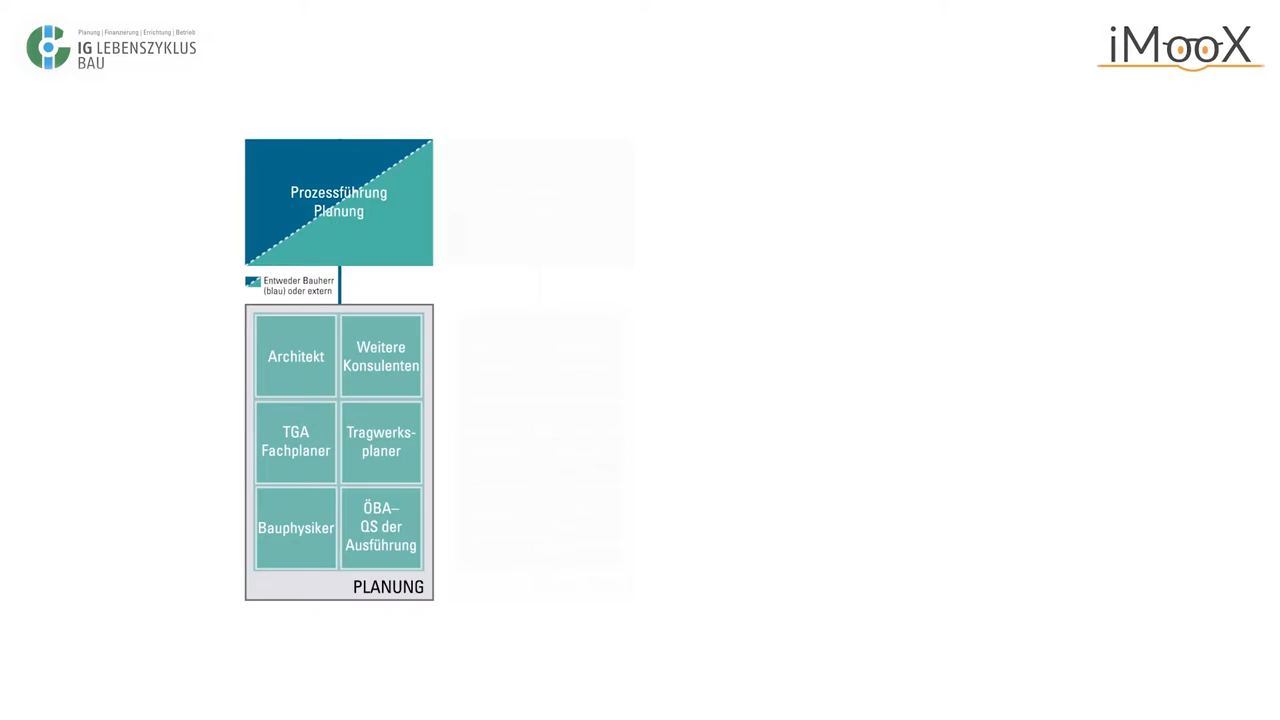 Planung | Finanzierung | Errichtung | Betrieb
IG LEBENSZYKLUS
BAU
iMooX
Prozessführung
Planung
Entweder Bauherr
(blau) oder extern
Architekt
Weitere
Konsulenten
TGA
Fachplaner
Tragwerks-
planer
Bauphysiker
ÖBA–
QS der
Ausführung
PLANUNG